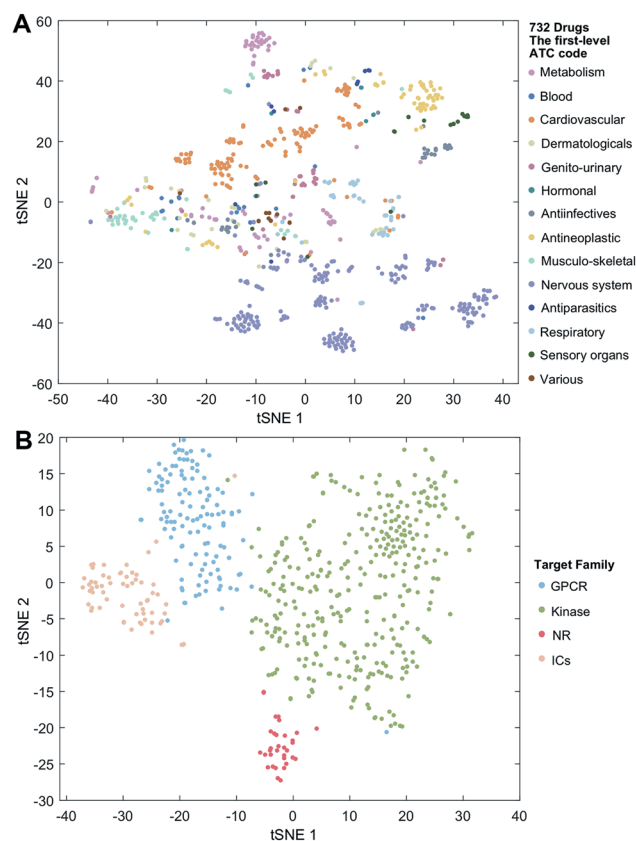 A
60
40
20
0
-20
-40
-60
tSNE 2
-50
-40
-30
-20
-10
0
10
20
30
40
tSNE 1
732 Drugs
The first-level
ATC code
Metabolism
Blood
Cardiovascular
Dermatologicals
Genito-urinary
Hormonal
Antiinfectives
Antineoplastic
Musculo-skeletal
Nervous system
Antiparasitics
Respiratory
Sensory organs
Various
B
20
15
10
5
0
-5
-10
-15
-20
-25
-30
tSNE 2
-40
-30
-20
-10
0
10
20
30
40
tSNE 1
Target Family
GPCR
Kinase
NR
ICs